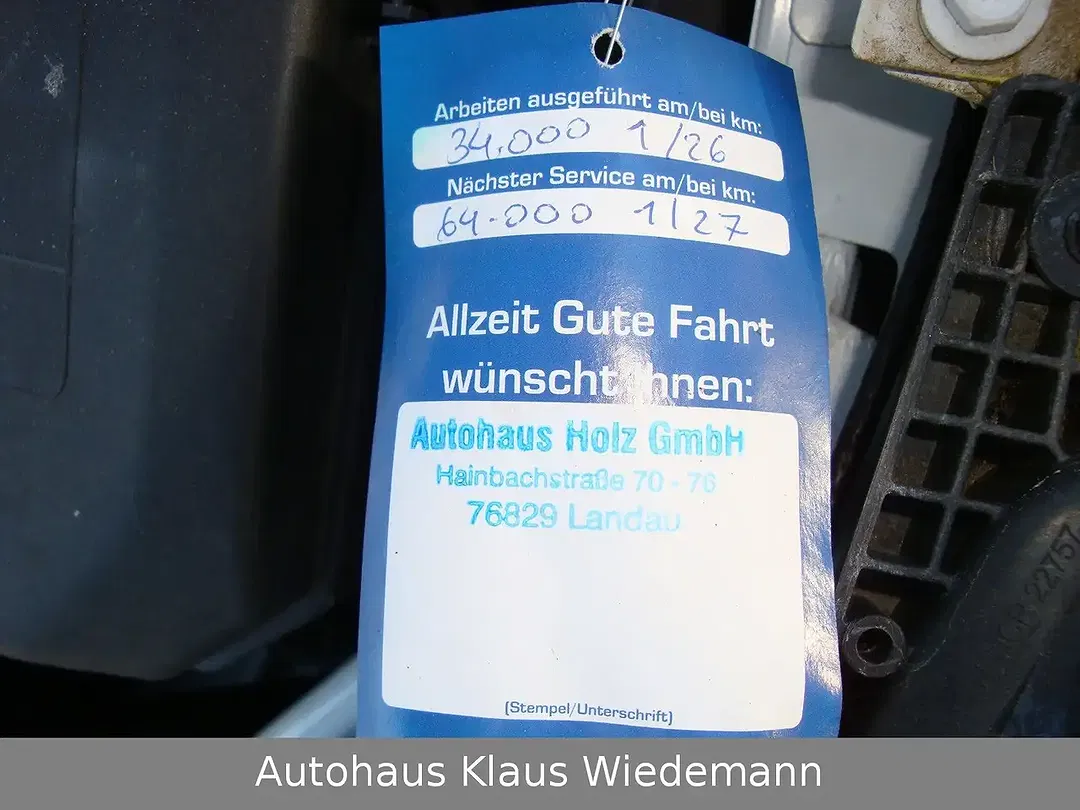 Arbeiten ausgeführt am/bei km:
34.000 1/26
Nächster Service am/bei km:
64.000 1/27
Allzeit Gute Fahrt
wünscht Ihnen:
Autohaus Holz GmbH
Hainbachstraße 70 - 76
76829 Landau
(Stempel/Unterschrift)
22757
Autohaus Klaus Wiedemann